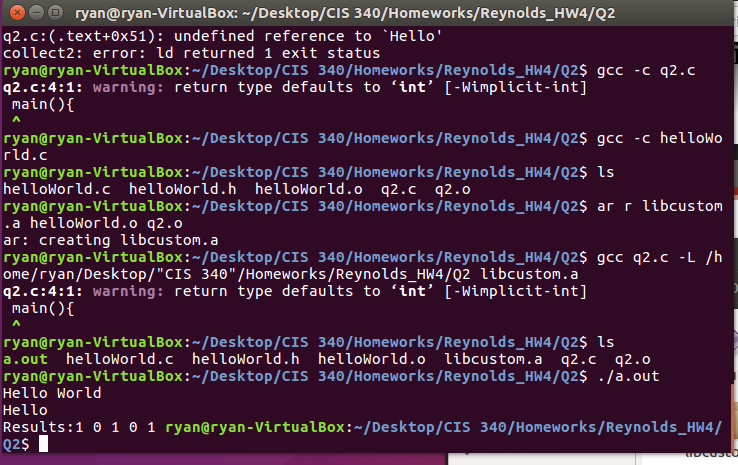 ryan@ryan-VirtualBox: ~/Desktop/CIS 340/Homeworks/Reynolds_HW4/Q2
q2.c:(.text+0x51): undefined reference to `Hello'
collect2: error: ld returned 1 exit status
ryan@ryan-VirtualBox:~/Desktop/CIS 340/Homeworks/Reynolds_HW4/Q2$ gcc -c q2.c
q2.c:4:1: warning: return type defaults to ‘int’ [-Wimplicit-int]
 main(){
 ^
ryan@ryan-VirtualBox:~/Desktop/CIS 340/Homeworks/Reynolds_HW4/Q2$ gcc -c helloWo
rld.c
ryan@ryan-VirtualBox:~/Desktop/CIS 340/Homeworks/Reynolds_HW4/Q2$ ls
helloWorld.c  helloWorld.h  helloWorld.o  q2.c  q2.o
ryan@ryan-VirtualBox:~/Desktop/CIS 340/Homeworks/Reynolds_HW4/Q2$ ar r libcustom
.a helloWorld.o q2.o
ar: creating libcustom.a
ryan@ryan-VirtualBox:~/Desktop/CIS 340/Homeworks/Reynolds_HW4/Q2$ gcc q2.c -L /h
ome/ryan/Desktop/"CIS 340"/Homeworks/Reynolds_HW4/Q2 libcustom.a
q2.c:4:1: warning: return type defaults to ‘int’ [-Wimplicit-int]
 main(){
 ^
ryan@ryan-VirtualBox:~/Desktop/CIS 340/Homeworks/Reynolds_HW4/Q2$ ls
a.out  helloWorld.c  helloWorld.h  helloWorld.o  libcustom.a  q2.c  q2.o
ryan@ryan-VirtualBox:~/Desktop/CIS 340/Homeworks/Reynolds_HW4/Q2$ ./a.out
Hello World
Hello
Results:1 0 1 0 1 ryan@ryan-VirtualBox:~/Desktop/CIS 340/Homeworks/Reynolds_HW4/
Q2$